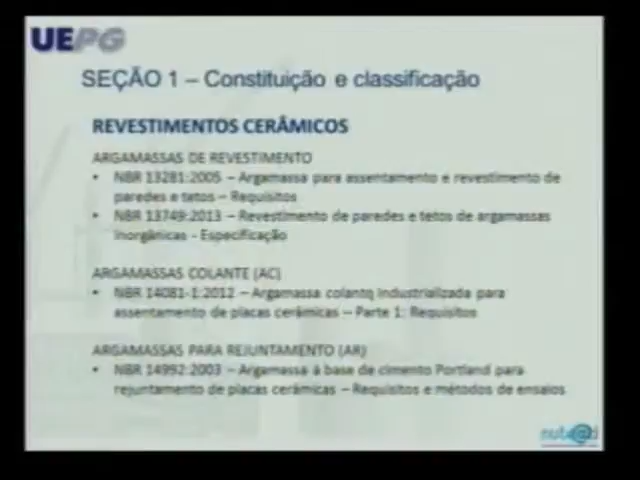 UEPG
SEÇÃO 1 – Constituição e classificação
REVESTIMENTOS CERÂMICOS
ARGAMASSAS DE REVESTIMENTO
• NBR 13281:2005 – Argamassa para assentamento e revestimento de
paredes e tetos – Requisitos
• NBR 13749:2013 – Revestimento de paredes e tetos de argamassas
inorgânicas - Especificação
ARGAMASSAS COLANTE (AC)
• NBR 14081-1:2012 – Argamassa colante industrializada para
assentamento de placas cerâmicas – Parte 1: Requisitos
ARGAMASSAS PARA REJUNTAMENTO (AR)
• NBR 14992:2003 – Argamassa à base de cimento Portland para
rejuntamento de placas cerâmicas – Requisitos e métodos de ensaios
nute@d